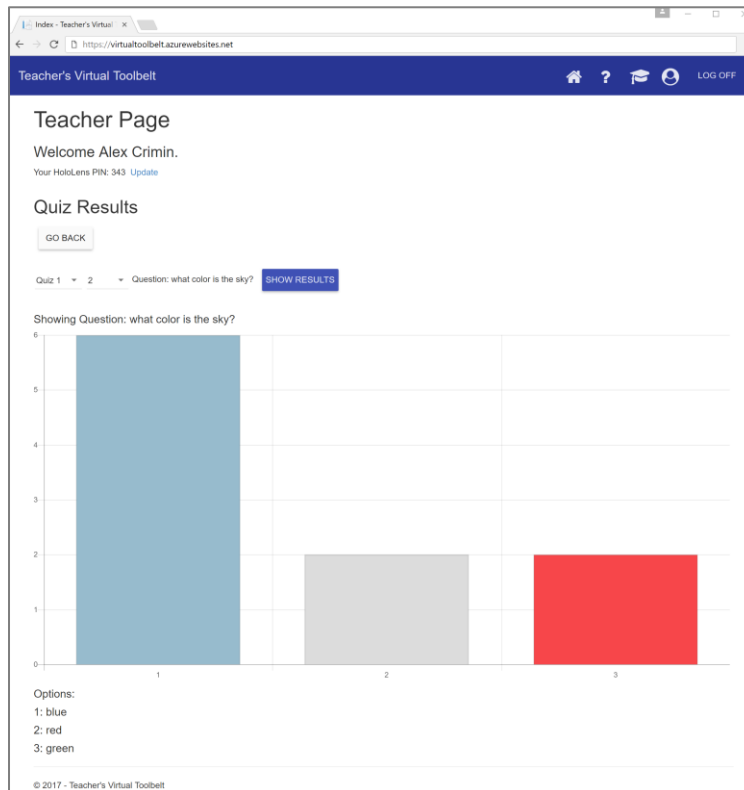 Index - Teacher's Virtual
https://virtualtoolbelt.azurewebsites.net
Teacher's Virtual Toolbelt ? LOG OFF
Teacher Page
Welcome Alex Crimin.
Your HoloLens PIN: 343 Update
Quiz Results
GO BACK
Quiz 1 2 Question: what color is the sky? SHOW RESULTS
Showing Question: what color is the sky?
6
5
4
3
2
1
0
1 2 3
Options:
1: blue
2: red
3: green
© 2017 - Teacher's Virtual Toolbelt